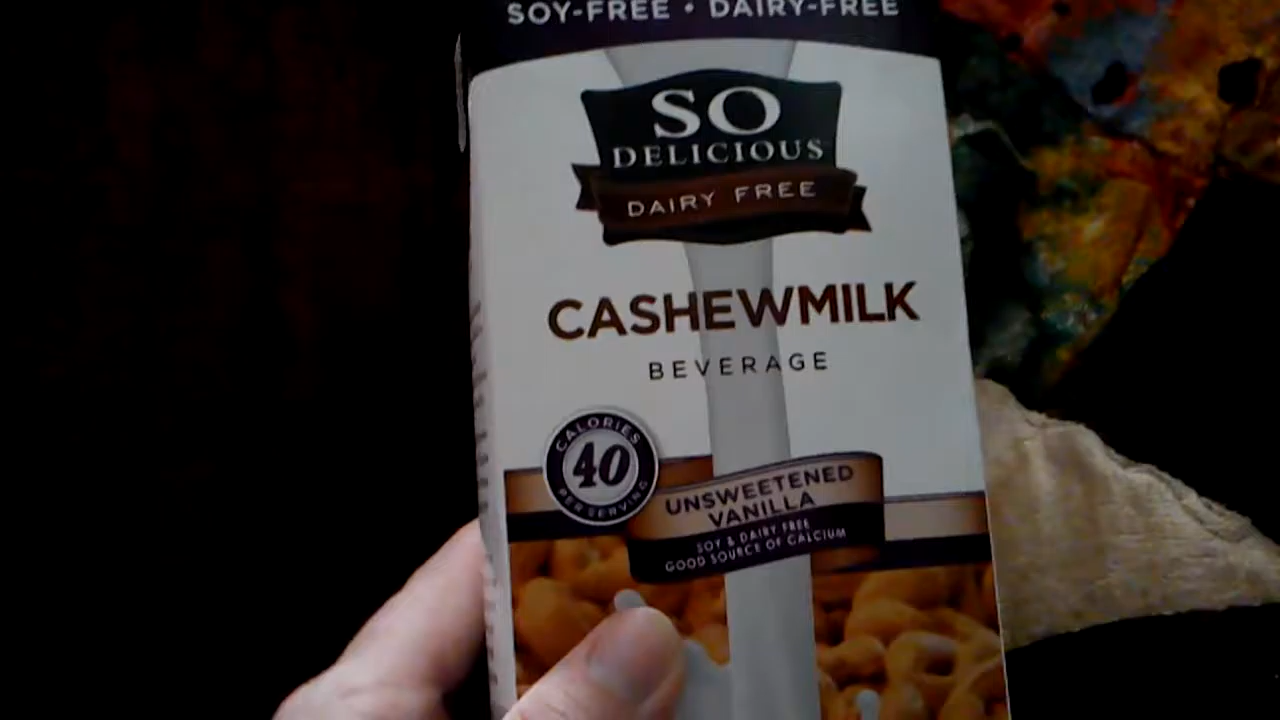 SOY-FREE • DAIRY-FREE
SO
DELICIOUS
DAIRY FREE
CASHEWMILK
BEVERAGE
CALORIES
40
PER SERVING
UNSWEETENED
VANILLA
SOY & DAIRY FREE
GOOD SOURCE OF CALCIUM